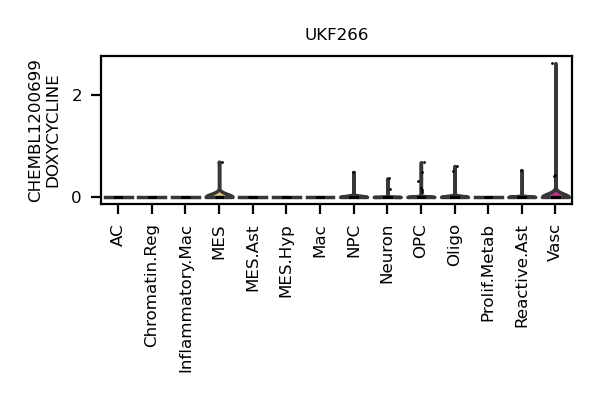 UKF266
CHEMBL1200699
DOXYCYCLINE
2
0
AC
Chromatin.Reg
Inflammatory.Mac
MES
MES.Ast
MES.Hyp
Mac
NPC
Neuron
OPC
Oligo
Prolif.Metab
Reactive.Ast
Vasc